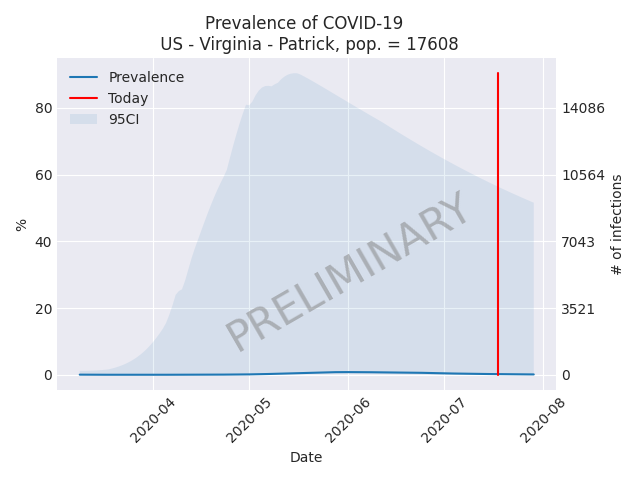 Prevalence of COVID-19
US - Virginia - Patrick, pop. = 17608
Prevalence
Today
95CI
%
80
60
40
20
0
14086
10564
7043
3521
0
# of infections
PRELIMINARY
2020-04
2020-05
2020-06
2020-07
2020-08
Date